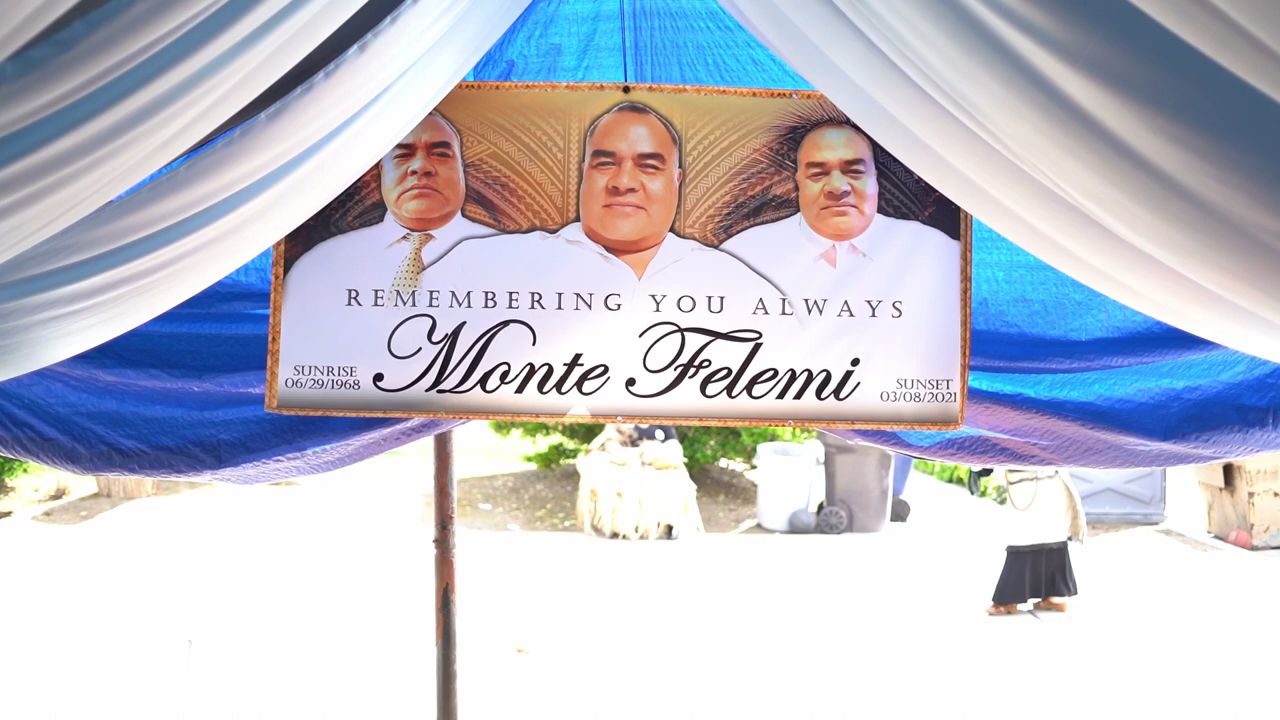 REMEMBERING YOU ALWAYS
Monte Felemi
SUNRISE
06/29/1968
SUNSET
03/08/2021